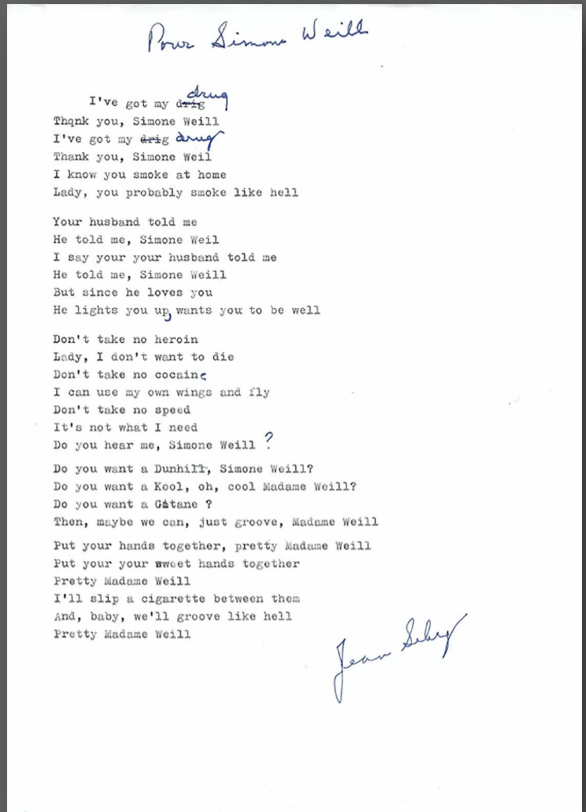 Pour Simone Weill
I've got my drig drug
Thqnk you, Simone Weill
I've got my drig drug
Thank you, Simone Weil
I know you smoke at home
Lady, you probably smoke like hell
Your husband told me
He told me, Simone Weil
I say your your husband told me
He told me, Simone Weill
But since he loves you
He lights you up, wants you to be well
Don't take no heroin
Lady, I don't want to die
Don't take no cocaine
I can use my own wings and fly
Don't take no speed
It's not what I need
Do you hear me, Simone Weill ?
Do you want a Dunhill, Simone Weill?
Do you want a Kool, oh, cool Madame Weill?
Do you want a Gitane ?
Then, maybe we can, just groove, Madame Weill
Put your hands together, pretty Madame Weill
Put your your sweet hands together
Pretty Madame Weill
I'll slip a cigarette between them
And, baby, we'll groove like hell
Pretty Madame Weill
Jean Seberg